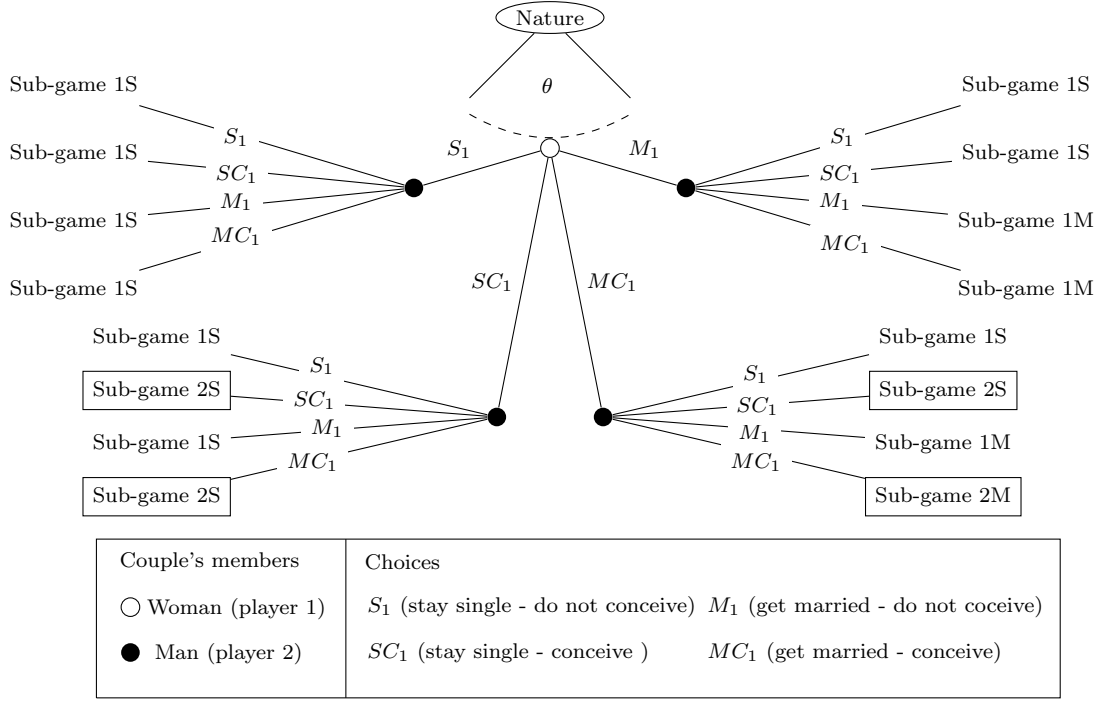 Nature
θ
Sub-game 1S
S₁
Sub-game 1S
SC₁
Sub-game 1S
M₁
Sub-game 1S
MC₁
S₁
M₁
Sub-game 1S
S₁
Sub-game 1S
SC₁
Sub-game 1M
M₁
Sub-game 1M
MC₁
SC₁
MC₁
Sub-game 1S
S₁
Sub-game 2S
SC₁
Sub-game 1S
M₁
Sub-game 2S
MC₁
Sub-game 1S
S₁
Sub-game 2S
SC₁
Sub-game 1M
M₁
Sub-game 2M
MC₁
Couple's members
Woman (player 1)
Man (player 2)
Choices
S₁ (stay single - do not conceive) M₁ (get married - do not coceive)
SC₁ (stay single - conceive ) MC₁ (get married - conceive)